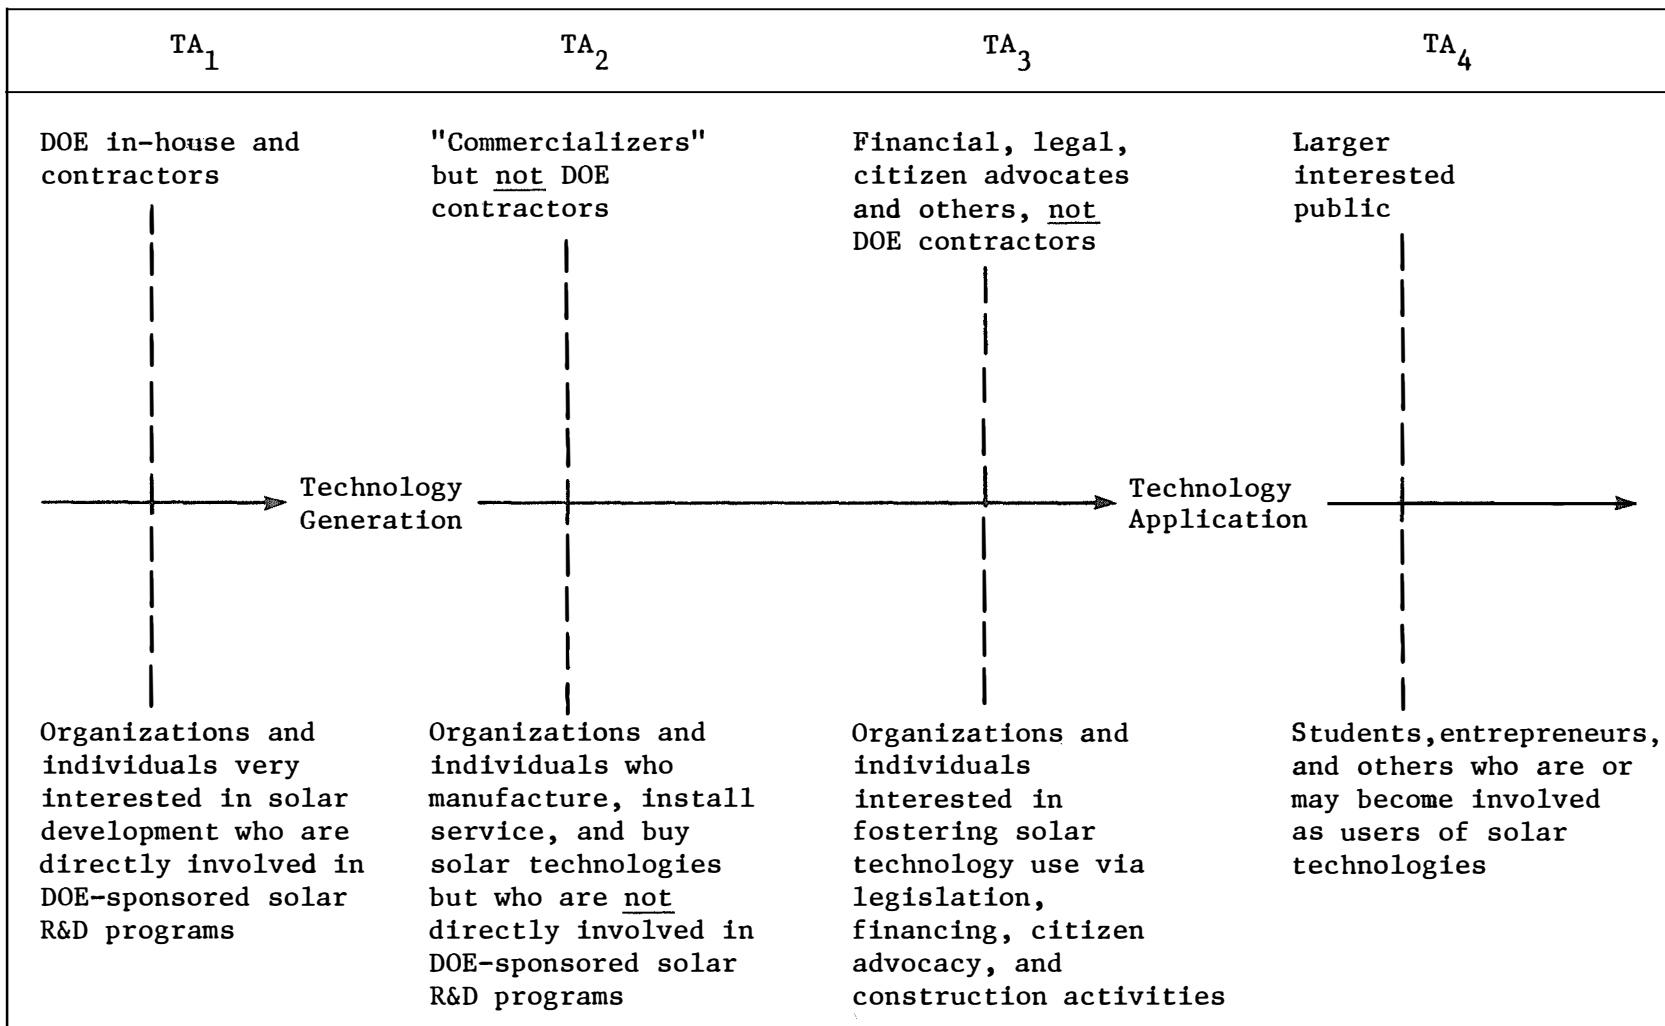 TA1
TA2
TA3
TA4
DOE in-house and
contractors
"Commercializers"
but not DOE
contractors
Financial, legal,
citizen advocates
and others, not
DOE contractors
Larger
interested
public
Technology
Generation
Technology
Application
Organizations and
individuals very
interested in solar
development who are
directly involved in
DOE-sponsored solar
R&D programs
Organizations and
individuals who
manufacture, install
service, and buy
solar technologies
but who are not
directly involved in
DOE-sponsored solar
R&D programs
Organizations and
individuals
interested in
fostering solar
technology use via
legislation,
financing, citizen
advocacy, and
construction activities
Students,entrepreneurs,
and others who are or
may become involved
as users of solar
technologies